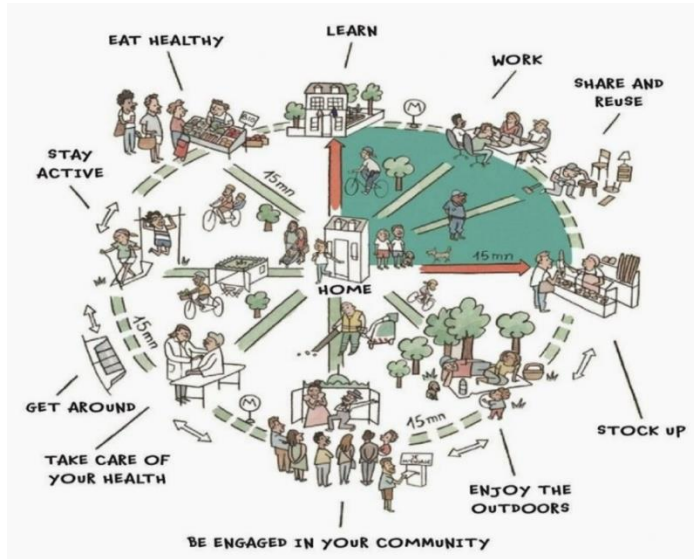 LEARN
EAT HEALTHY
WORK
SHARE AND
REUSE
M
STAY
ACTIVE
15mn
15mn
HOME
15mn
GET AROUND
M
15mn
STOCK UP
TAKE CARE OF
YOUR HEALTH
ENJOY THE
OUTDOORS
BE ENGAGED IN YOUR COMMUNITY